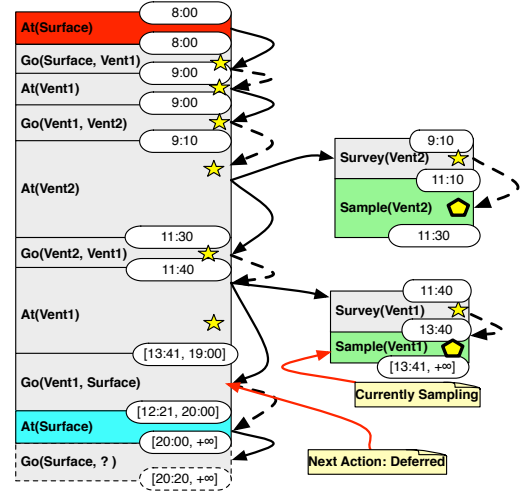 8:00
At(Surface)
8:00
Go(Surface, Vent1)
9:00
At(Vent1)
9:00
Go(Vent1, Vent2)
9:10
At(Vent2)
11:30
Go(Vent2, Vent1)
11:40
At(Vent1)
[13:41, 19:00]
Go(Vent1, Surface)
[12:21, 20:00]
At(Surface)
[20:00, +∞]
Go(Surface, ? )
[20:20, +∞]
9:10
Survey(Vent2)
11:10
Sample(Vent2)
11:30
11:40
Survey(Vent1)
13:40
Sample(Vent1)
[13:41, +∞]
Currently Sampling
Next Action: Deferred